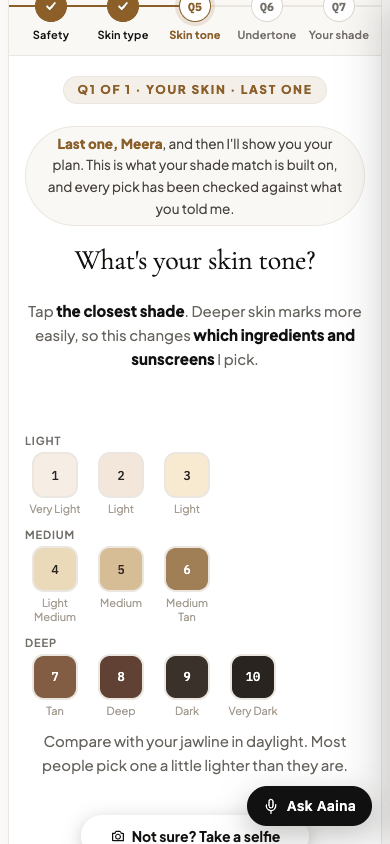 Q5
Q6
Q7
Safety
Skin type
Skin tone
Undertone
Your shade
Q1 OF 1 · YOUR SKIN · LAST ONE
Last one, Meera, and then I'll show you your
plan. This is what your shade match is built on,
and every pick has been checked against what
you told me.
What's your skin tone?
Tap the closest shade. Deeper skin marks more
easily, so this changes which ingredients and
sunscreens I pick.
LIGHT
1
2
3
Very Light
Light
Light
MEDIUM
4
5
6
Light
Medium
Medium
Medium
Tan
DEEP
7
8
9
10
Tan
Deep
Dark
Very Dark
Compare with your jawline in daylight. Most
people pick one a little lighter than they are.
Ask Aaina
Not sure? Take a selfie